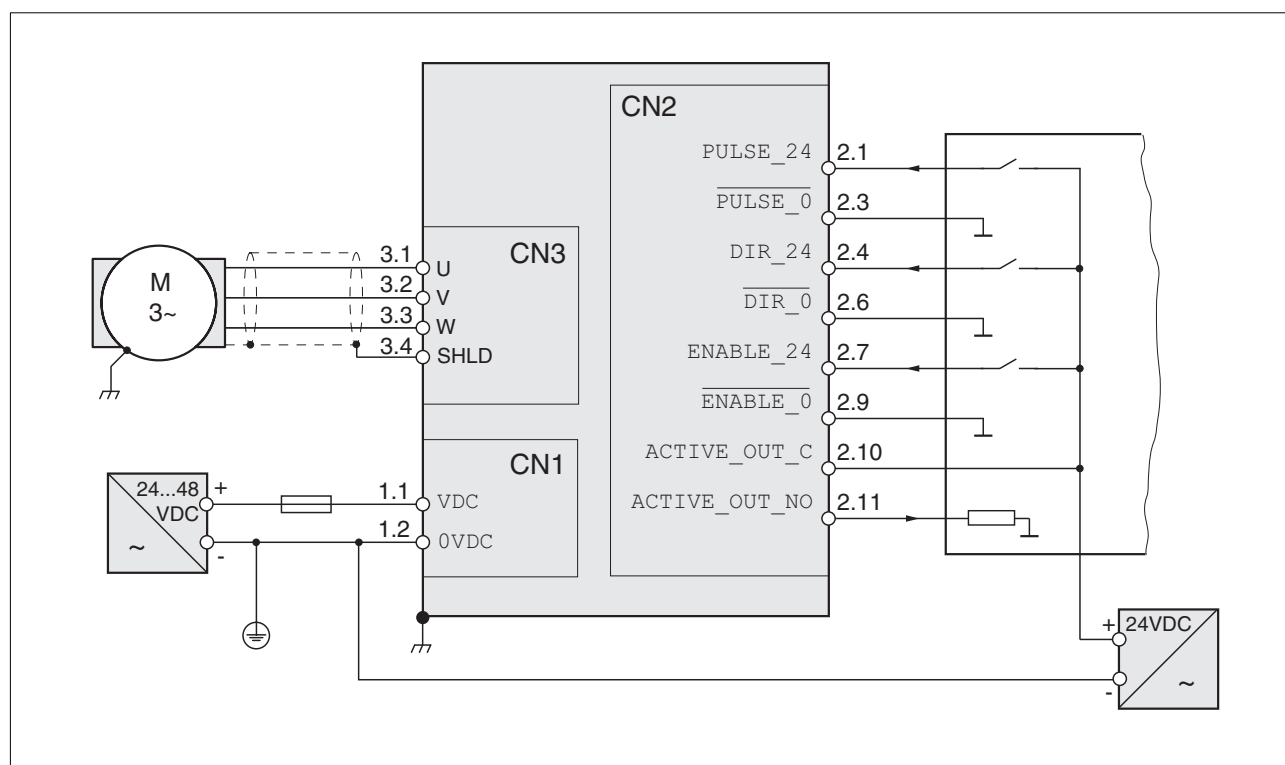 CN2
PULSE_24 2.1
PULSE_0 2.3
DIR_24 2.4
DIR_0 2.6
ENABLE_24 2.7
ENABLE_0 2.9
ACTIVE_OUT_C 2.10
ACTIVE_OUT_NO 2.11
CN3
M
3~
3.1 U
3.2 V
3.3 W
3.4 SHLD
CN1
24...48
VDC
~
+
-
1.1 VDC
1.2 0VDC
+
24VDC
-
~